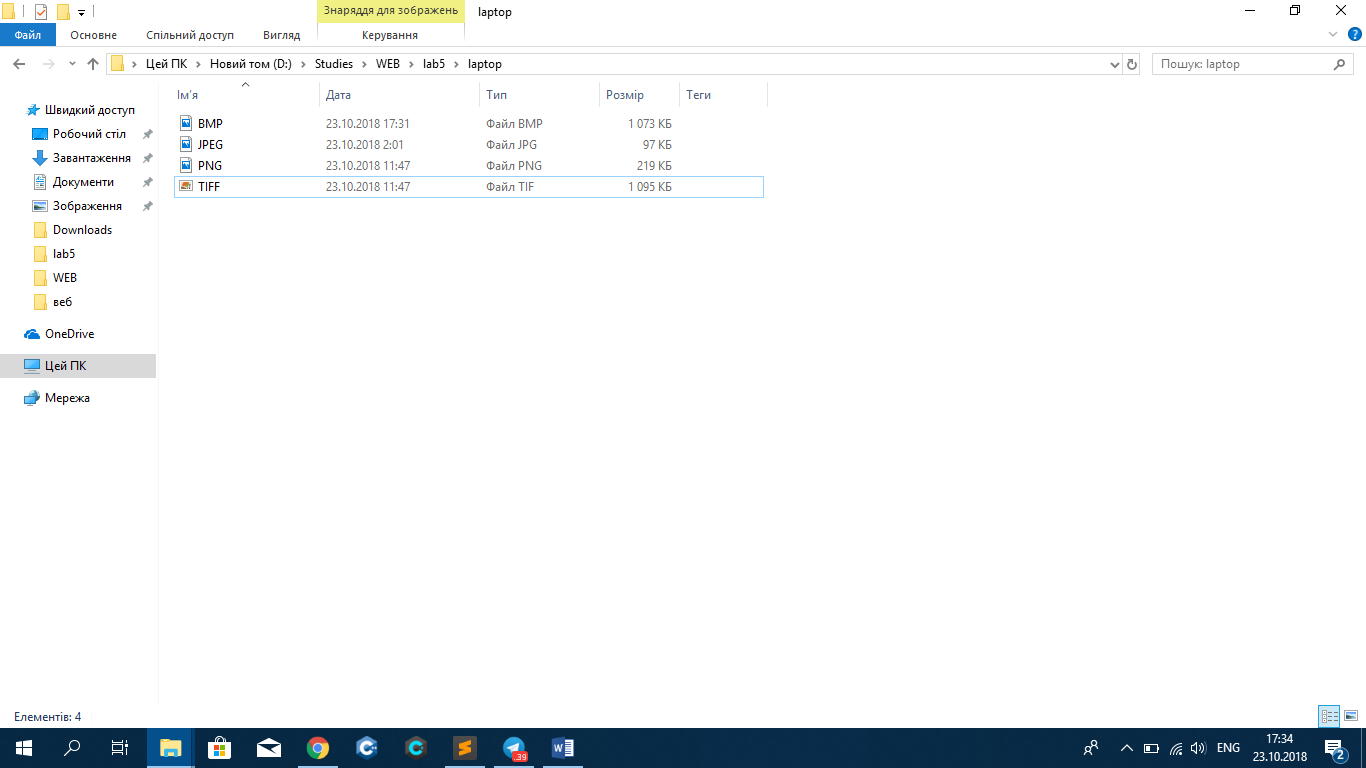 Знаряддя для зображень laptop
Файл Основне Спільний доступ Вигляд Керування
Цей ПК Новий том (D:) Studies WEB lab5 laptop Пошук: laptop
Ім'я Дата Тип Розмір Теги
BMP 23.10.2018 17:31 Файл BMP 1 073 КБ
JPEG 23.10.2018 2:01 Файл JPG 97 КБ
PNG 23.10.2018 11:47 Файл PNG 219 КБ
TIFF 23.10.2018 11:47 Файл TIF 1 095 КБ
Швидкий доступ
Робочий стіл
Завантаження
Документи
Зображення
Downloads
lab5
WEB
веб
OneDrive
Цей ПК
Мережа
Елементів: 4
.39
ENG
17:34
23.10.2018
2